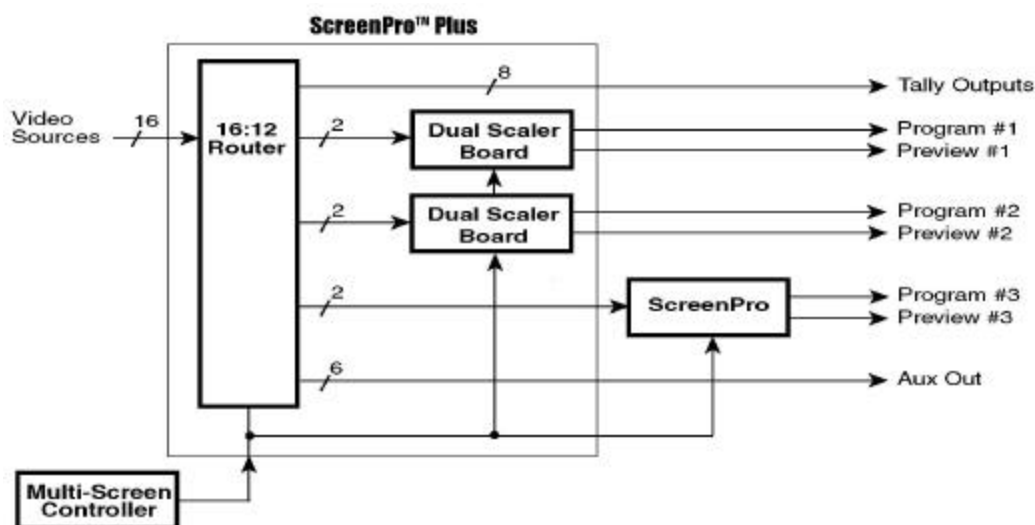 ScreenPro™ Plus
8
Tally Outputs
Video
Sources
16
16:12
Router
2
Dual Scaler
Board
Program #1
Preview #1
2
Dual Scaler
Board
Program #2
Preview #2
2
ScreenPro
Program #3
Preview #3
6
Aux Out
Multi-Screen
Controller